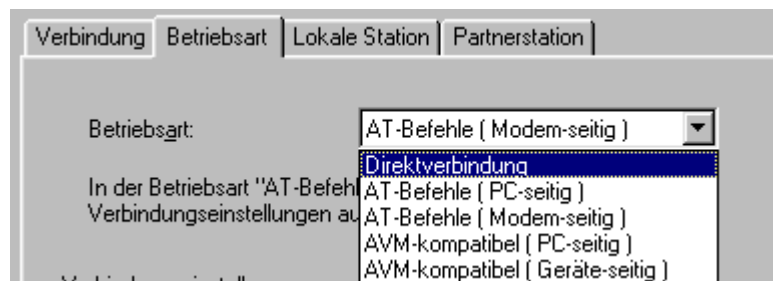 Verbindung Betriebsart Lokale Station Partnerstation
Betriebsart: AT-Befehle ( Modem-seitig )
Direktverbindung
In der Betriebsart "AT-Befehl
AT-Befehle ( PC-seitig )
Verbindungseinstellungen
AT-Befehle ( Modem-seitig )
AVM-kompatibel ( PC-seitig )
AVM-kompatibel ( Geräte-seitig )